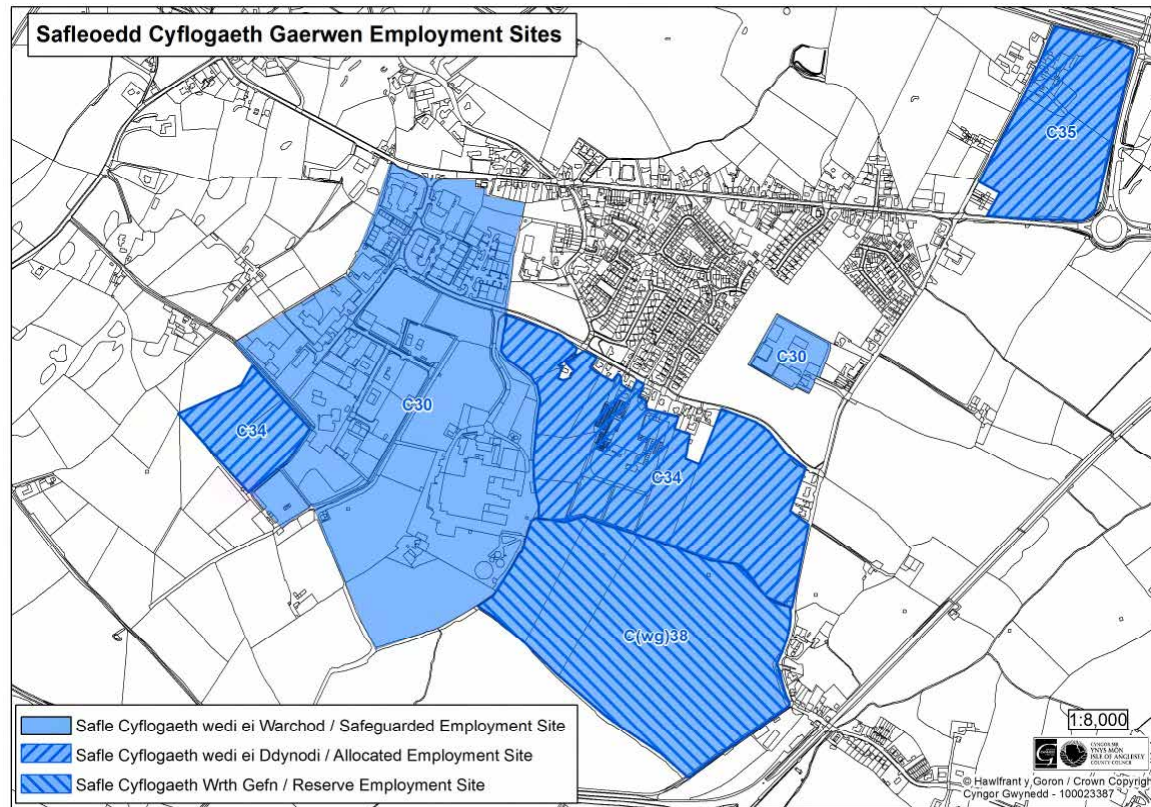 Safleoedd Cyflogaeth Gaerwen Employment Sites
C35
C30
C30
C34
C34
C(wg)38
Safle Cyflogaeth wedi ei Warchod / Safeguarded Employment Site
Safle Cyflogaeth wedi ei Ddynodi / Allocated Employment Site
Safle Cyflogaeth Wrth Gefn / Reserve Employment Site
1:8,000
CYNGOR SIR
YNYS MÔN
ISLE OF ANGLESEY
COUNTY COUNCIL
© Hawlfrant y Goron / Crown Copyrigh
Cyngor Gwynedd - 100023387